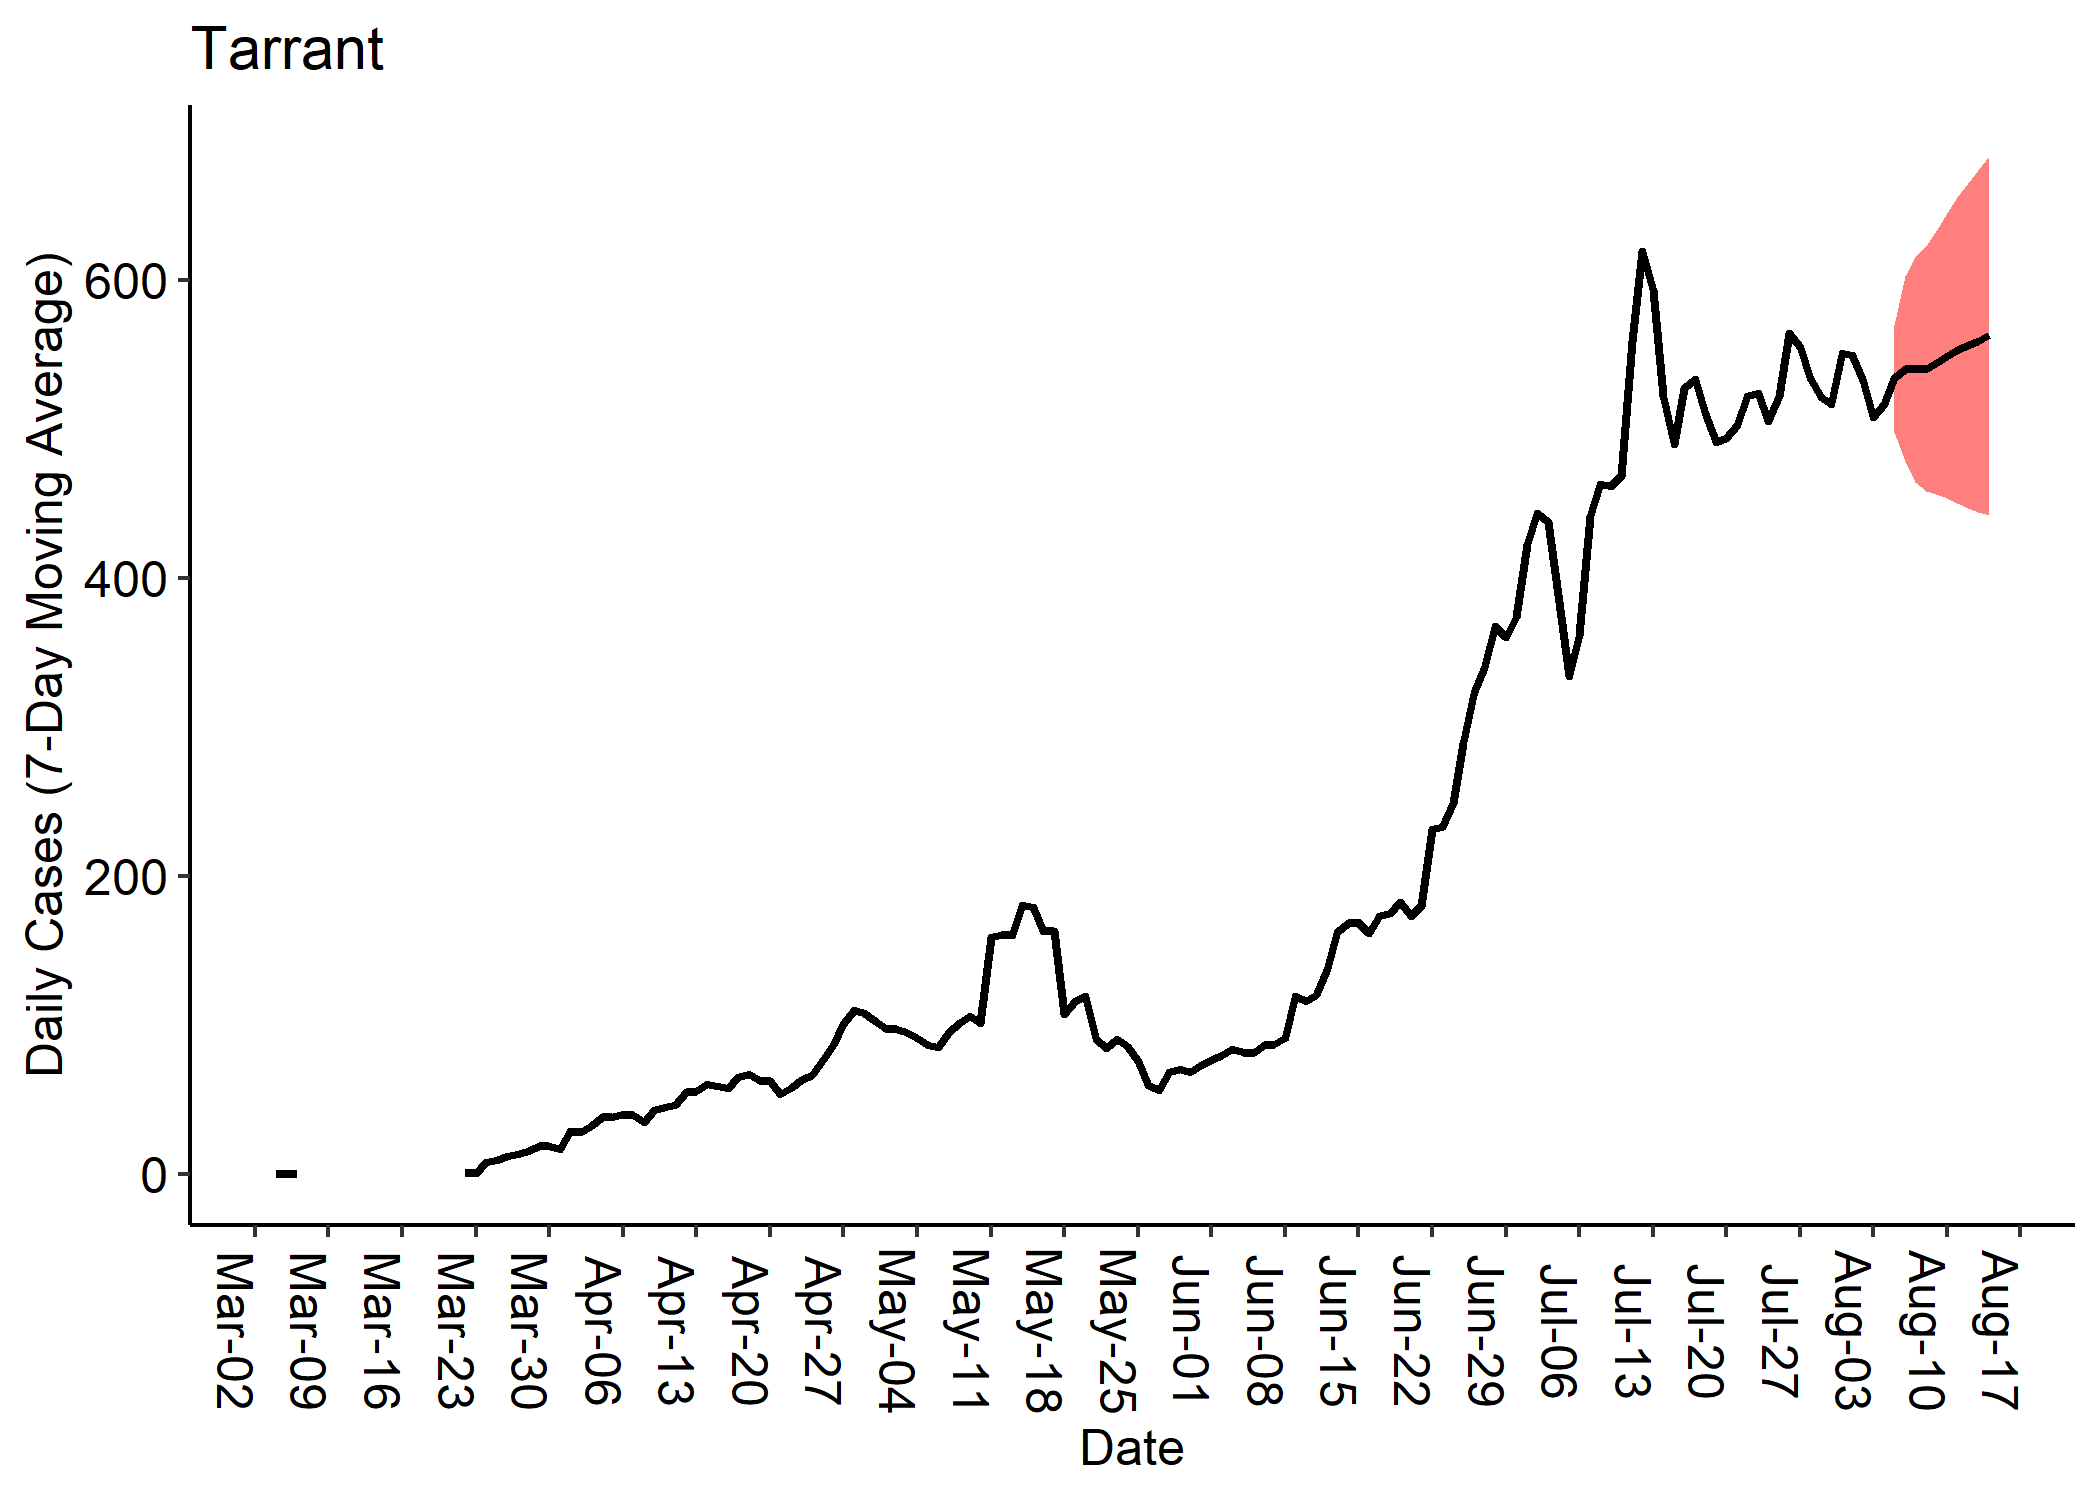 Tarrant
Daily Cases (7-Day Moving Average)
600
400
200
0
Mar-02
Mar-09
Mar-16
Mar-23
Mar-30
Apr-06
Apr-13
Apr-20
Apr-27
May-04
May-11
May-18
May-25
Jun-01
Jun-08
Jun-15
Jun-22
Jun-29
Jul-06
Jul-13
Jul-20
Jul-27
Aug-03
Aug-10
Aug-17
Date